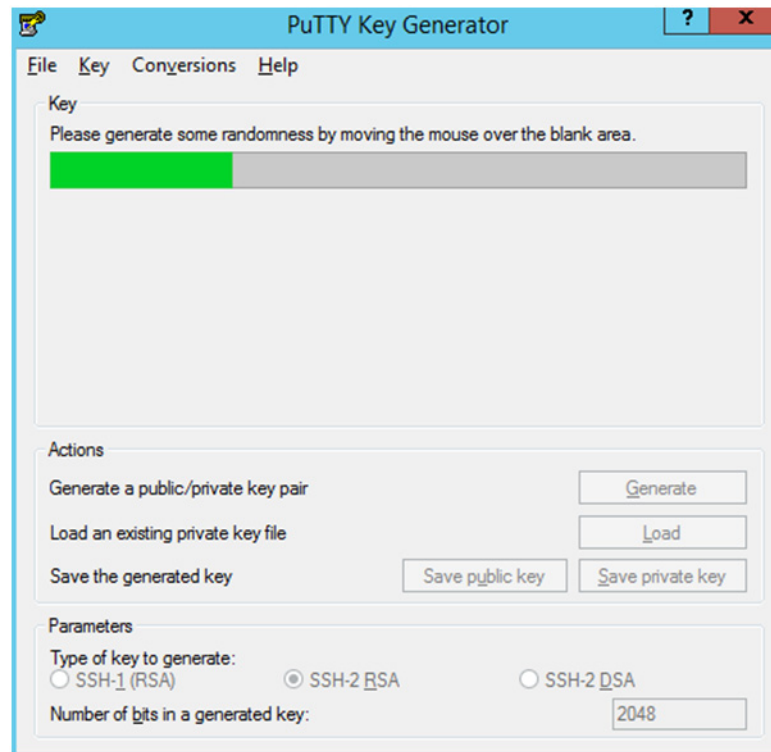 PuTTY Key Generator
?
x
File Key Conversions Help
Key
Please generate some randomness by moving the mouse over the blank area.
Actions
Generate a public/private key pair Generate
Load an existing private key file Load
Save the generated key Save public key Save private key
Parameters
Type of key to generate:
SSH-1 (RSA) SSH-2 RSA SSH-2 DSA
Number of bits in a generated key: 2048